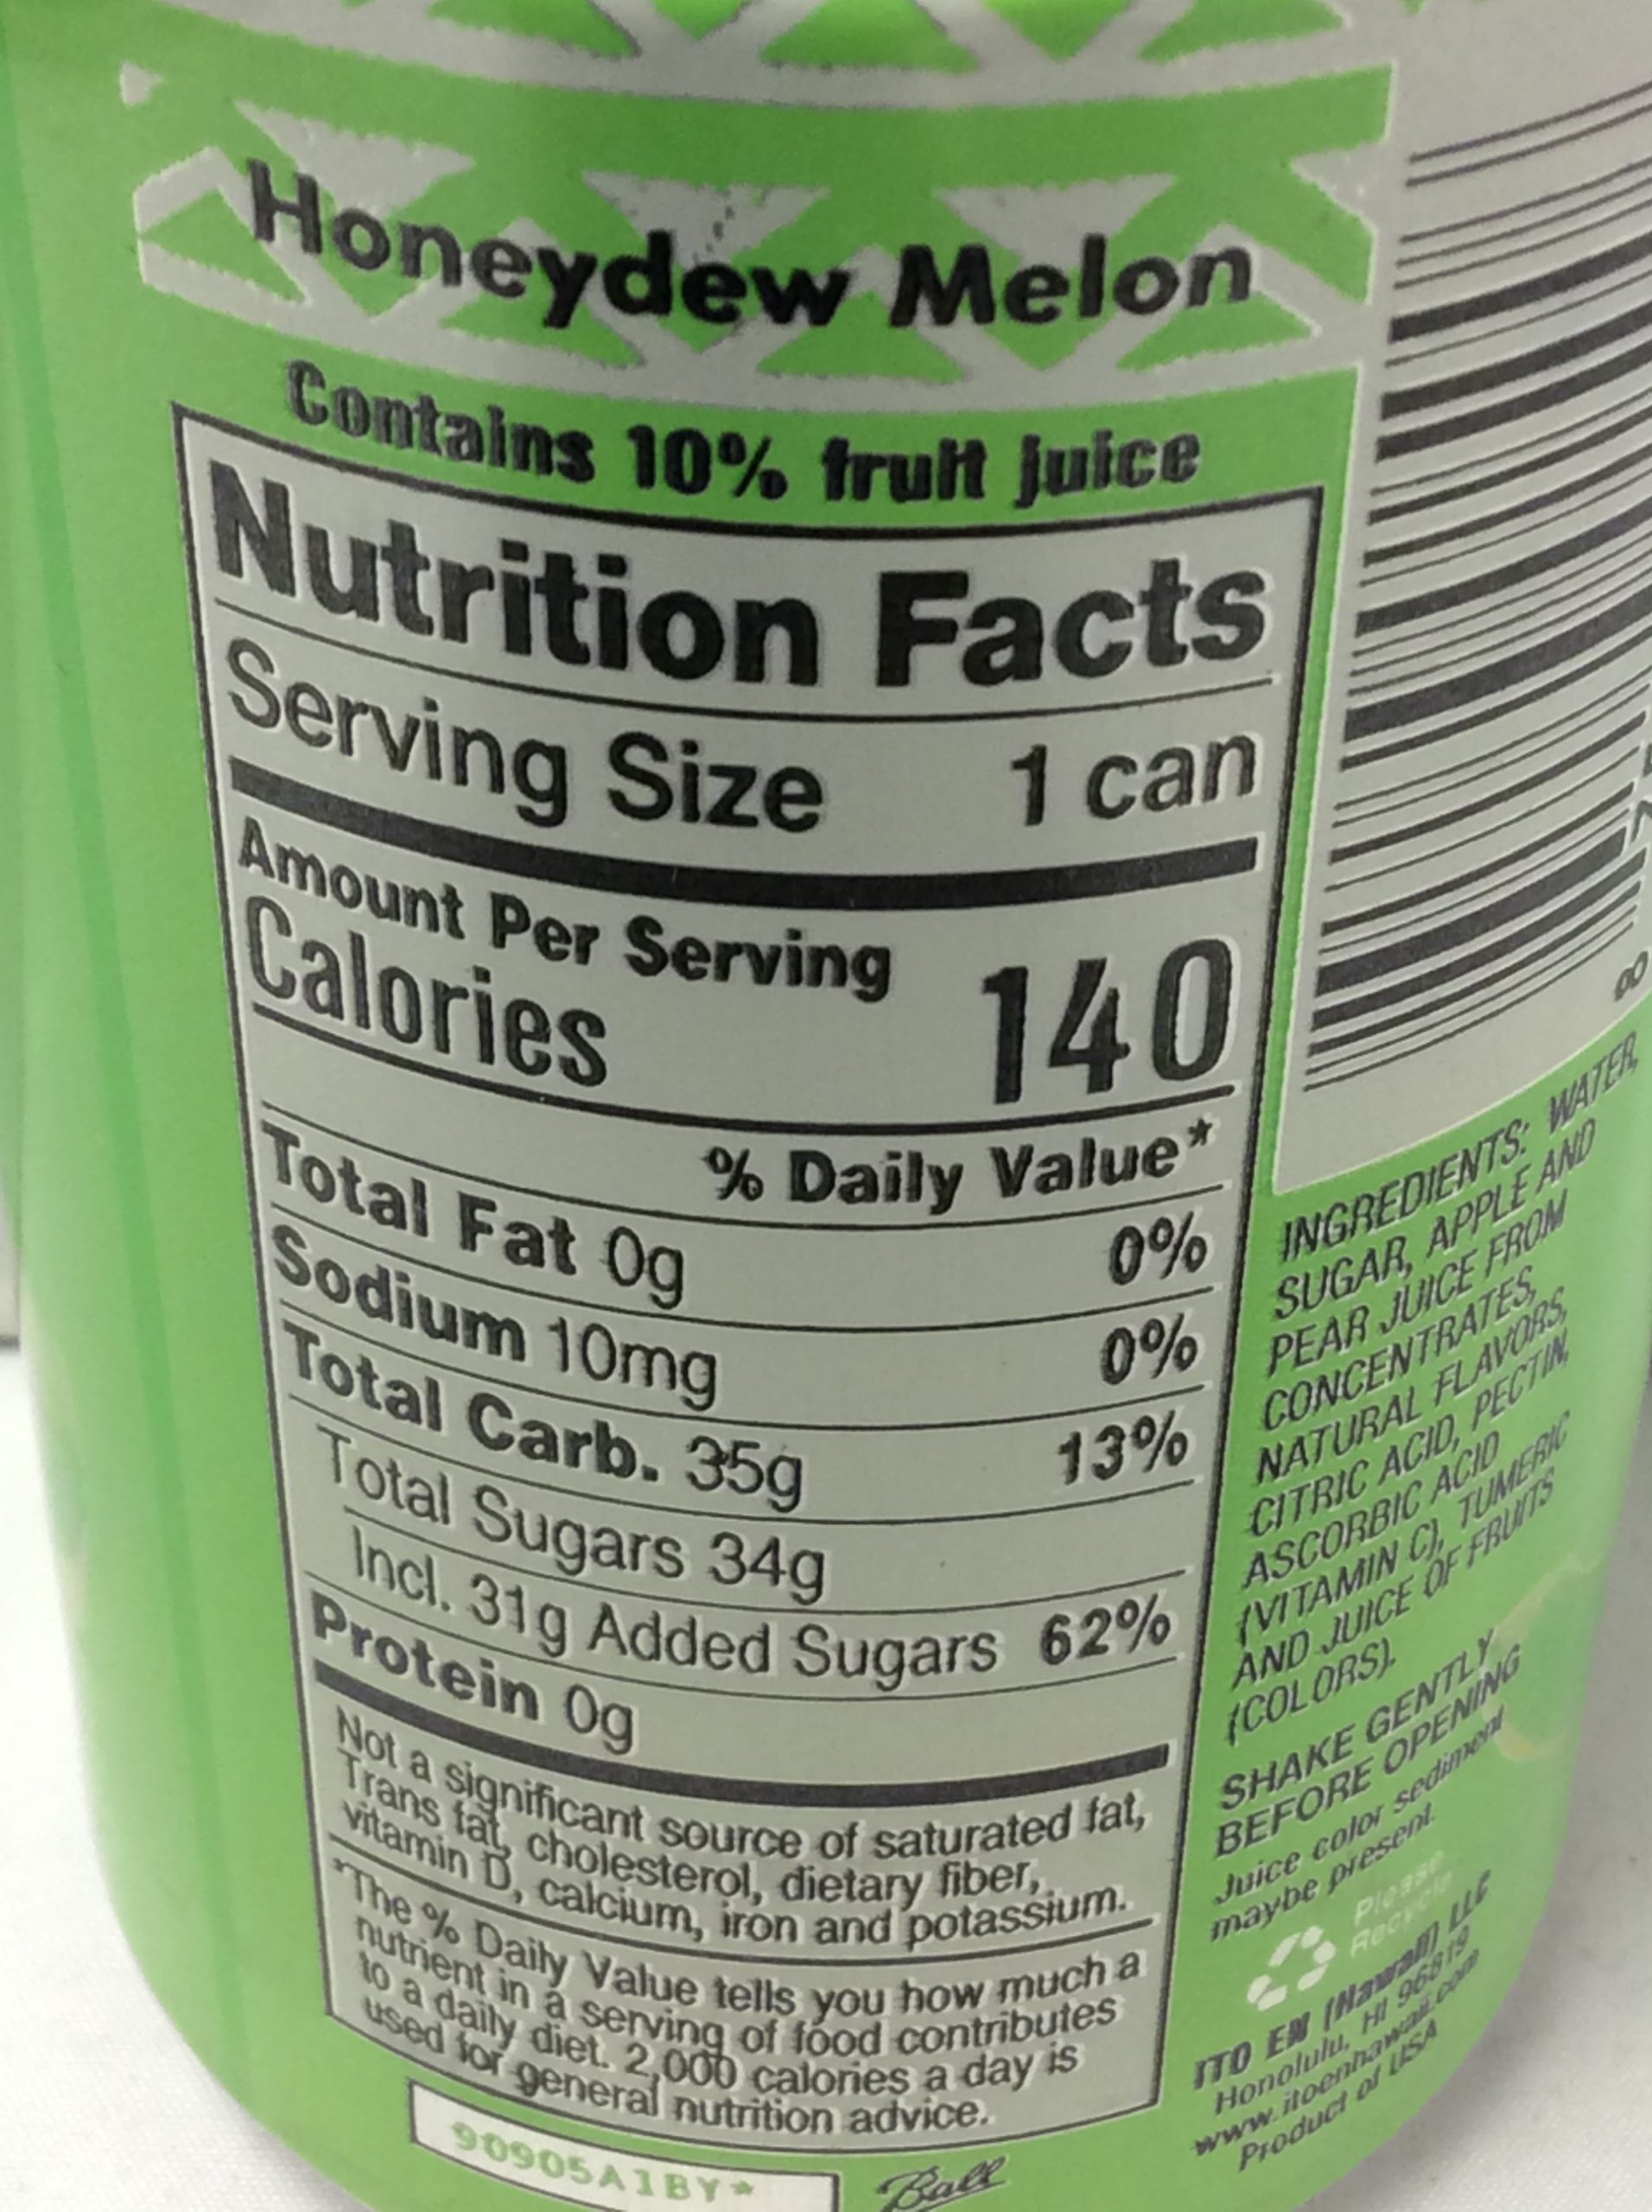 Honeydew Melon
Contains 10% fruit juice
Nutrition Facts
Serving Size 1 can
Amount Per Serving
Calories 140
% Daily Value*
Total Fat 0g 0%
Sodium 10mg 0%
Total Carb. 35g 13%
Total Sugars 34g
Incl. 31g Added Sugars 62%
Protein 0g
Not a significant source of saturated fat,
Trans fat, cholesterol, dietary fiber,
vitamin D, calcium, iron and potassium.
*The % Daily Value tells you how much a
nutrient in a serving of food contributes
to a daily diet. 2,000 calories a day is
used for general nutrition advice.
90905A1BY*
Ball
INGREDIENTS: WATER,
SUGAR, APPLE AND
PEAR JUICE FROM
CONCENTRATES,
NATURAL FLAVORS,
CITRIC ACID, PECTIN,
ASCORBIC ACID
(VITAMIN C), TUMERIC
AND JUICE OF FRUITS
(COLORS).
SHAKE GENTLY
BEFORE OPENING
Juice color sediment
maybe present.
Please
Recycle
ITO EN (Hawaii) LLC
Honolulu, HI 96819
www.itoenhawaii.com
Product of USA